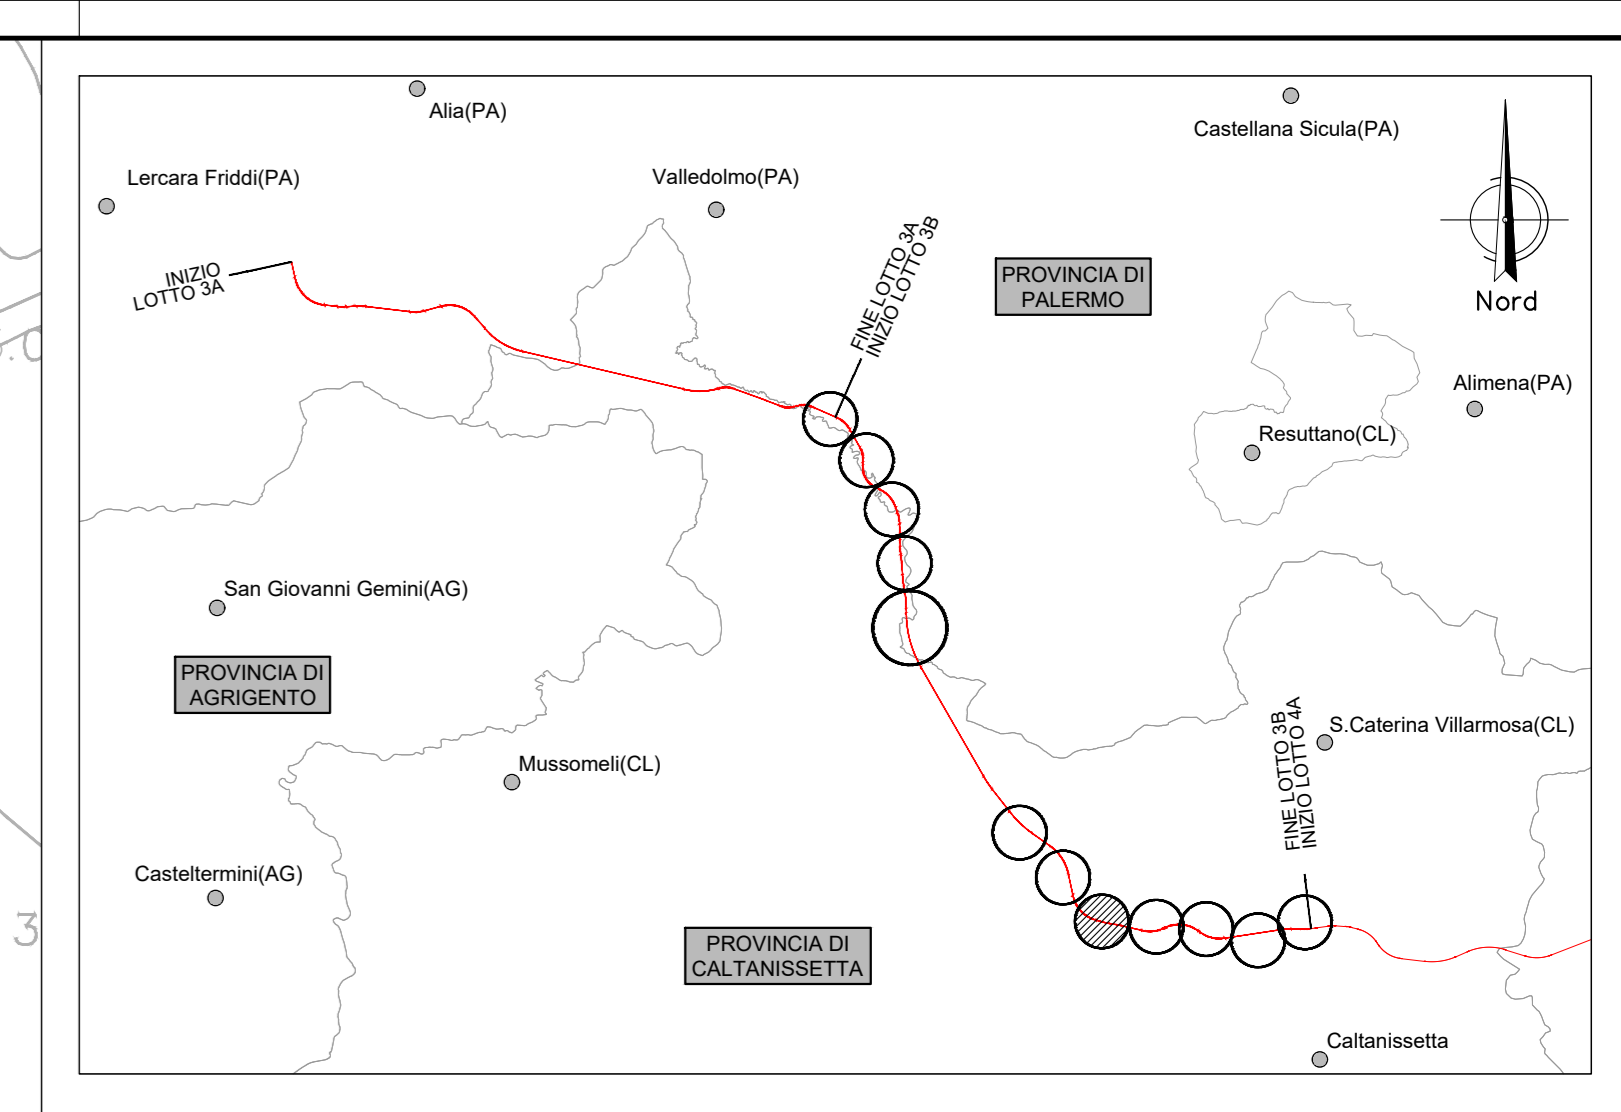 Alia(PA)
Castellana Sicula(PA)
Lercara Friddi(PA)
Valledolmo(PA)
INIZIO
LOTTO 3A
FINE LOTTO 3A
INIZIO LOTTO 3B
PROVINCIA DI
PALERMO
Nord
Alimena(PA)
Resuttano(CL)
San Giovanni Gemini(AG)
PROVINCIA DI
AGRIGENTO
FINE LOTTO 3B
INIZIO LOTTO 4A
S.Caterina Villarmosa(CL)
Mussomeli(CL)
Casteltermini(AG)
3
PROVINCIA DI
CALTANISSETTA
Caltanissetta